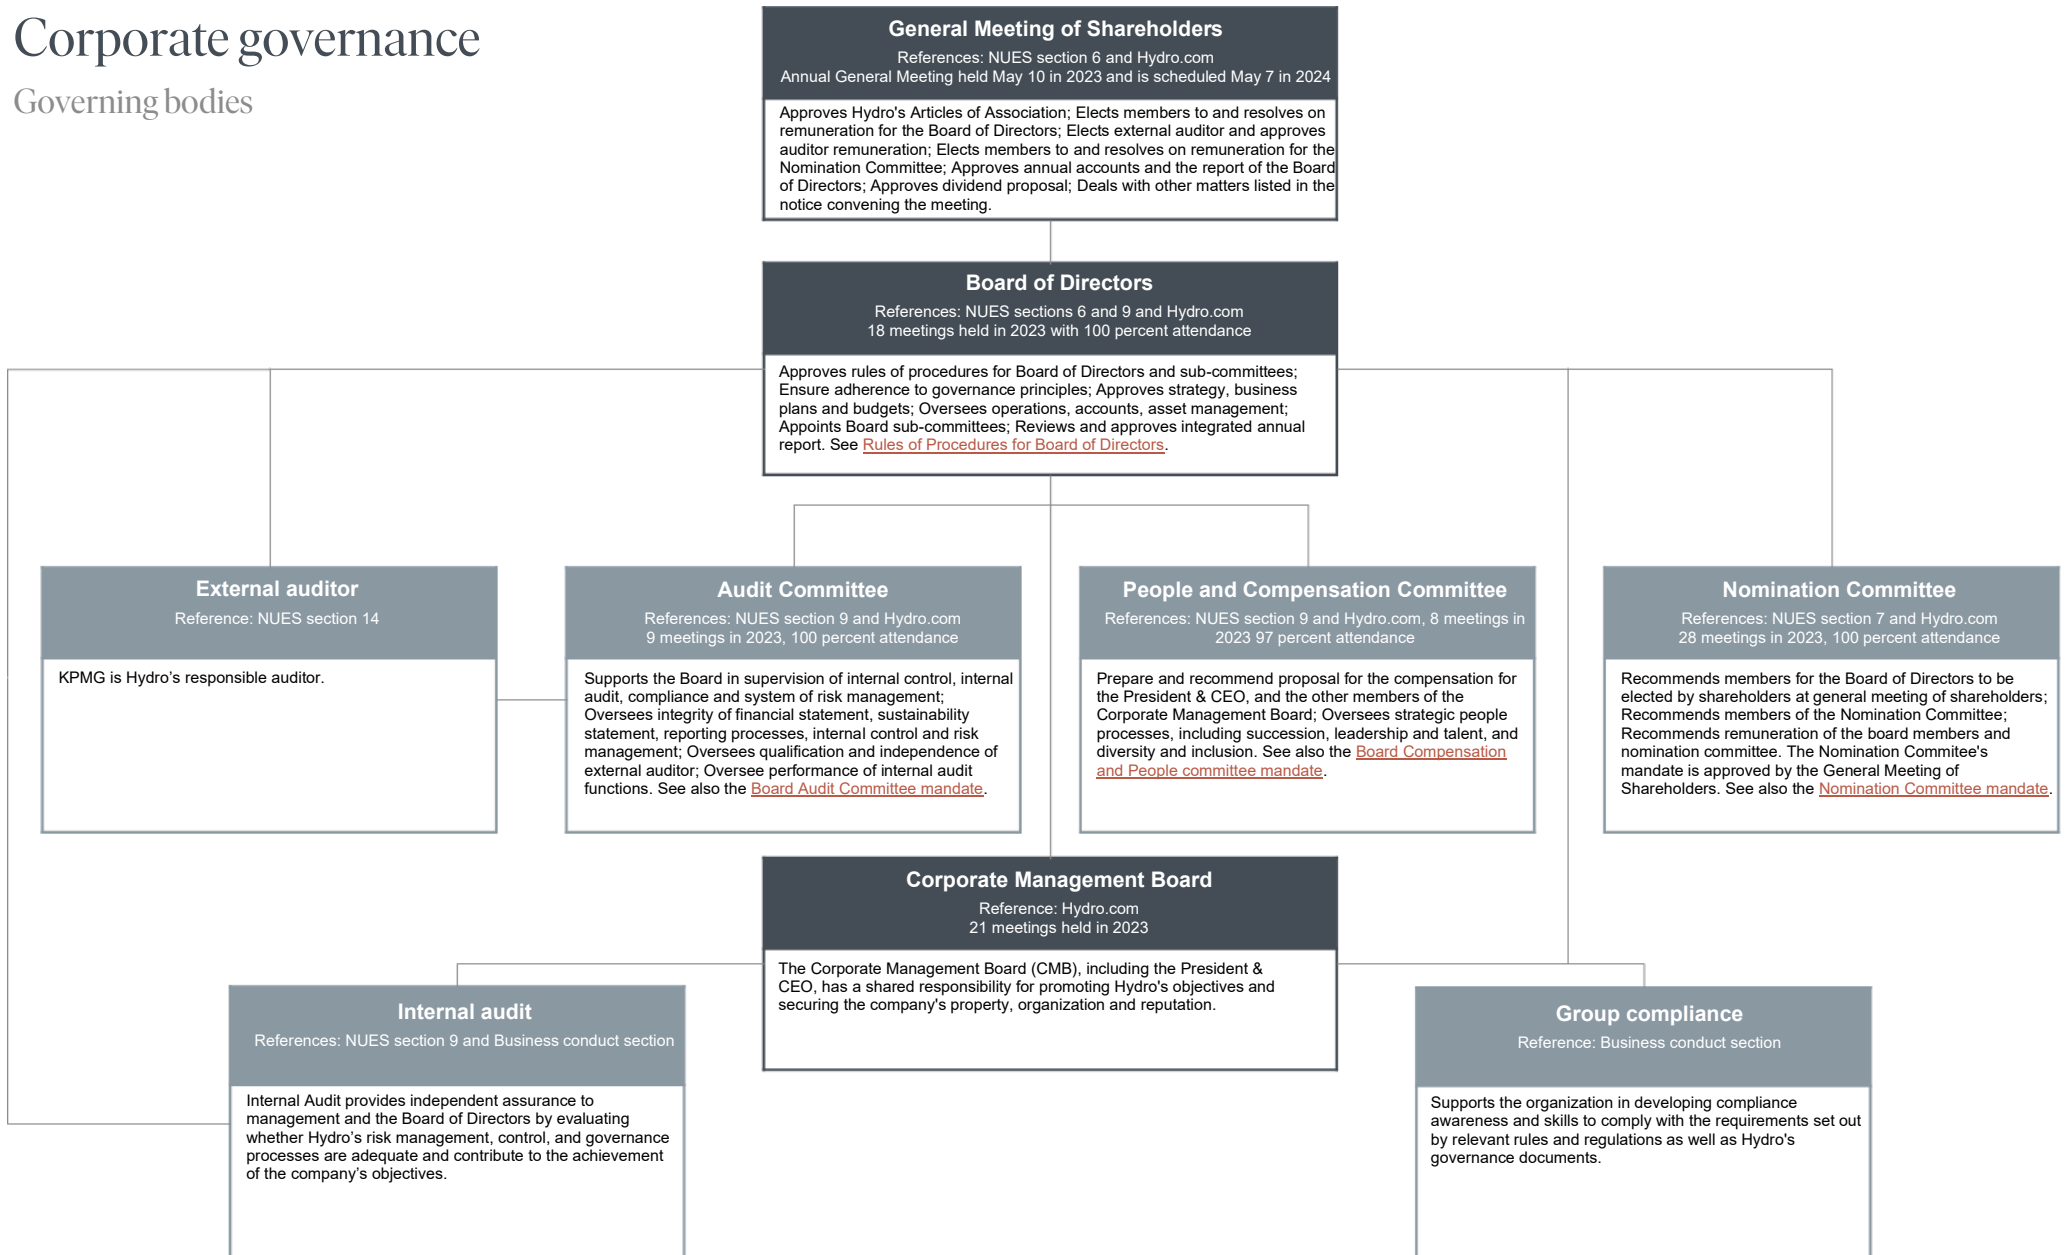 Corporate governance
Governing bodies
General Meeting of Shareholders
References: NUES section 6 and Hydro.com
Annual General Meeting held May 10 in 2023 and is scheduled May 7 in 2024
Approves Hydro's Articles of Association; Elects members to and resolves on
remuneration for the Board of Directors; Elects external auditor and approves
auditor remuneration; Elects members to and resolves on remuneration for the
Nomination Committee; Approves annual accounts and the report of the Board
of Directors; Approves dividend proposal; Deals with other matters listed in the
notice convening the meeting.
Board of Directors
References: NUES sections 6 and 9 and Hydro.com
18 meetings held in 2023 with 100 percent attendance
Approves rules of procedures for Board of Directors and sub-committees;
Ensure adherence to governance principles; Approves strategy, business
plans and budgets; Oversees operations, accounts, asset management;
Appoints Board sub-committees; Reviews and approves integrated annual
report. See Rules of Procedures for Board of Directors.
External auditor
Reference: NUES section 14
KPMG is Hydro’s responsible auditor.
Audit Committee
References: NUES section 9 and Hydro.com
9 meetings in 2023, 100 percent attendance
Supports the Board in supervision of internal control, internal
audit, compliance and system of risk management;
Oversees integrity of financial statement, sustainability
statement, reporting processes, internal control and risk
management; Oversees qualification and independence of
external auditor; Oversee performance of internal audit
functions. See also the Board Audit Committee mandate.
People and Compensation Committee
References: NUES section 9 and Hydro.com, 8 meetings in
2023 97 percent attendance
Prepare and recommend proposal for the compensation for
the President & CEO, and the other members of the
Corporate Management Board; Oversees strategic people
processes, including succession, leadership and talent, and
diversity and inclusion. See also the Board Compensation
and People committee mandate.
Nomination Committee
References: NUES section 7 and Hydro.com
28 meetings in 2023, 100 percent attendance
Recommends members for the Board of Directors to be
elected by shareholders at general meeting of shareholders;
Recommends members of the Nomination Committee;
Recommends remuneration of the board members and
nomination committee. The Nomination Commitee's
mandate is approved by the General Meeting of
Shareholders. See also the Nomination Committee mandate.
Corporate Management Board
Reference: Hydro.com
21 meetings held in 2023
The Corporate Management Board (CMB), including the President &
CEO, has a shared responsibility for promoting Hydro's objectives and
securing the company's property, organization and reputation.
Internal audit
References: NUES section 9 and Business conduct section
Internal Audit provides independent assurance to
management and the Board of Directors by evaluating
whether Hydro’s risk management, control, and governance
processes are adequate and contribute to the achievement
of the company’s objectives.
Group compliance
Reference: Business conduct section
Supports the organization in developing compliance
awareness and skills to comply with the requirements set out
by relevant rules and regulations as well as Hydro's
governance documents.